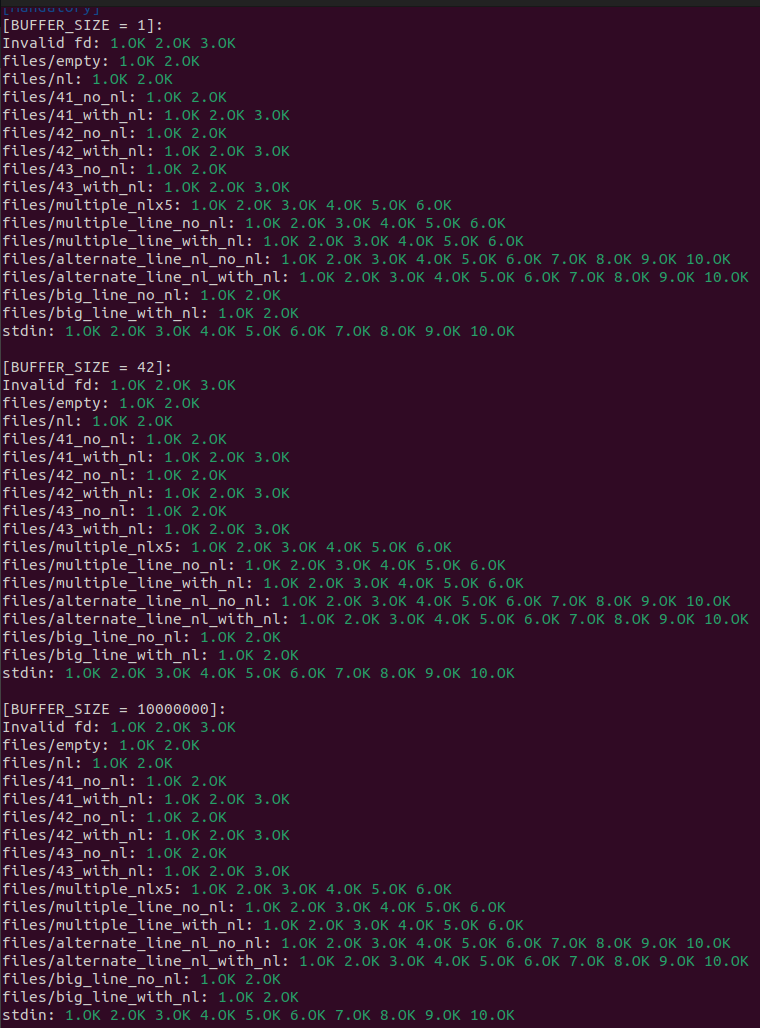 [Mandatory]
[BUFFER_SIZE = 1]:
Invalid fd: 1.OK 2.OK 3.OK
files/empty: 1.OK 2.OK
files/nl: 1.OK 2.OK
files/41_no_nl: 1.OK 2.OK
files/41_with_nl: 1.OK 2.OK 3.OK
files/42_no_nl: 1.OK 2.OK
files/42_with_nl: 1.OK 2.OK 3.OK
files/43_no_nl: 1.OK 2.OK
files/43_with_nl: 1.OK 2.OK 3.OK
files/multiple_nlx5: 1.OK 2.OK 3.OK 4.OK 5.OK 6.OK
files/multiple_line_no_nl: 1.OK 2.OK 3.OK 4.OK 5.OK 6.OK
files/multiple_line_with_nl: 1.OK 2.OK 3.OK 4.OK 5.OK 6.OK
files/alternate_line_nl_no_nl: 1.OK 2.OK 3.OK 4.OK 5.OK 6.OK 7.OK 8.OK 9.OK 10.OK
files/alternate_line_nl_with_nl: 1.OK 2.OK 3.OK 4.OK 5.OK 6.OK 7.OK 8.OK 9.OK 10.OK
files/big_line_no_nl: 1.OK 2.OK
files/big_line_with_nl: 1.OK 2.OK
stdin: 1.OK 2.OK 3.OK 4.OK 5.OK 6.OK 7.OK 8.OK 9.OK 10.OK

[BUFFER_SIZE = 42]:
Invalid fd: 1.OK 2.OK 3.OK
files/empty: 1.OK 2.OK
files/nl: 1.OK 2.OK
files/41_no_nl: 1.OK 2.OK
files/41_with_nl: 1.OK 2.OK 3.OK
files/42_no_nl: 1.OK 2.OK
files/42_with_nl: 1.OK 2.OK 3.OK
files/43_no_nl: 1.OK 2.OK
files/43_with_nl: 1.OK 2.OK 3.OK
files/multiple_nlx5: 1.OK 2.OK 3.OK 4.OK 5.OK 6.OK
files/multiple_line_no_nl: 1.OK 2.OK 3.OK 4.OK 5.OK 6.OK
files/multiple_line_with_nl: 1.OK 2.OK 3.OK 4.OK 5.OK 6.OK
files/alternate_line_nl_no_nl: 1.OK 2.OK 3.OK 4.OK 5.OK 6.OK 7.OK 8.OK 9.OK 10.OK
files/alternate_line_nl_with_nl: 1.OK 2.OK 3.OK 4.OK 5.OK 6.OK 7.OK 8.OK 9.OK 10.OK
files/big_line_no_nl: 1.OK 2.OK
files/big_line_with_nl: 1.OK 2.OK
stdin: 1.OK 2.OK 3.OK 4.OK 5.OK 6.OK 7.OK 8.OK 9.OK 10.OK

[BUFFER_SIZE = 10000000]:
Invalid fd: 1.OK 2.OK 3.OK
files/empty: 1.OK 2.OK
files/nl: 1.OK 2.OK
files/41_no_nl: 1.OK 2.OK
files/41_with_nl: 1.OK 2.OK 3.OK
files/42_no_nl: 1.OK 2.OK
files/42_with_nl: 1.OK 2.OK 3.OK
files/43_no_nl: 1.OK 2.OK
files/43_with_nl: 1.OK 2.OK 3.OK
files/multiple_nlx5: 1.OK 2.OK 3.OK 4.OK 5.OK 6.OK
files/multiple_line_no_nl: 1.OK 2.OK 3.OK 4.OK 5.OK 6.OK
files/multiple_line_with_nl: 1.OK 2.OK 3.OK 4.OK 5.OK 6.OK
files/alternate_line_nl_no_nl: 1.OK 2.OK 3.OK 4.OK 5.OK 6.OK 7.OK 8.OK 9.OK 10.OK
files/alternate_line_nl_with_nl: 1.OK 2.OK 3.OK 4.OK 5.OK 6.OK 7.OK 8.OK 9.OK 10.OK
files/big_line_no_nl: 1.OK 2.OK
files/big_line_with_nl: 1.OK 2.OK
stdin: 1.OK 2.OK 3.OK 4.OK 5.OK 6.OK 7.OK 8.OK 9.OK 10.OK